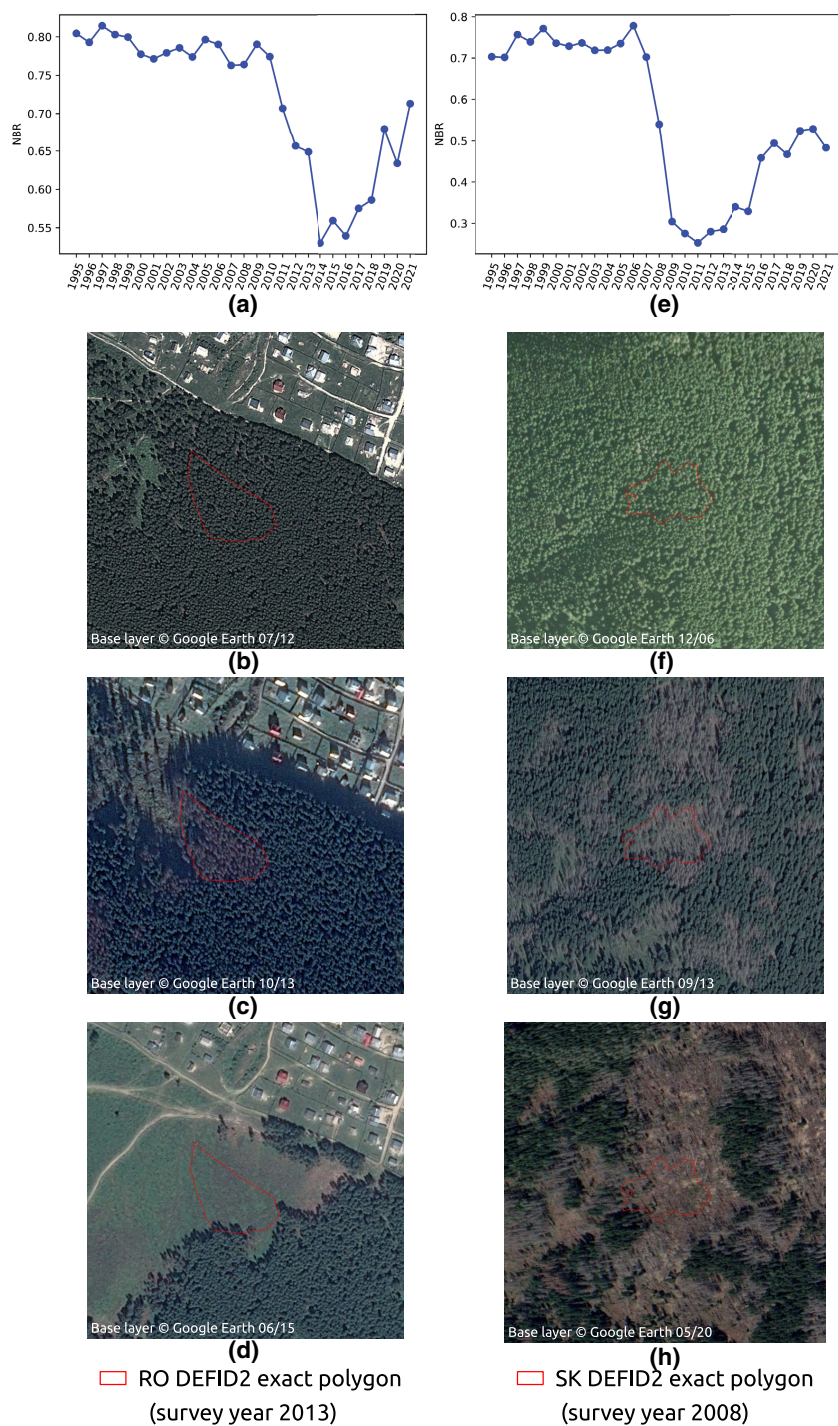 0.80
0.75
0.70
0.65
0.60
0.55
NBR
1995 1996 1997 1998 1999 2000 2001 2002 2003 2004 2005 2006 2007 2008 2009 2010 2011 2012 2013 2014 2015 2016 2017 2018 2019 2020 2021
(a)
0.8
0.7
0.6
0.5
0.4
0.3
NBR
1995 1996 1997 1998 1999 2000 2001 2002 2003 2004 2005 2006 2007 2008 2009 2010 2011 2012 2013 2014 2015 2016 2017 2018 2019 2020 2021
(e)
Base layer © Google Earth 07/12
(b)
Base layer © Google Earth 12/06
(f)
Base layer © Google Earth 10/13
(c)
Base layer © Google Earth 09/13
(g)
Base layer © Google Earth 06/15
(d)
Base layer © Google Earth 05/20
(h)
RO DEFID2 exact polygon
(survey year 2013)
SK DEFID2 exact polygon
(survey year 2008)